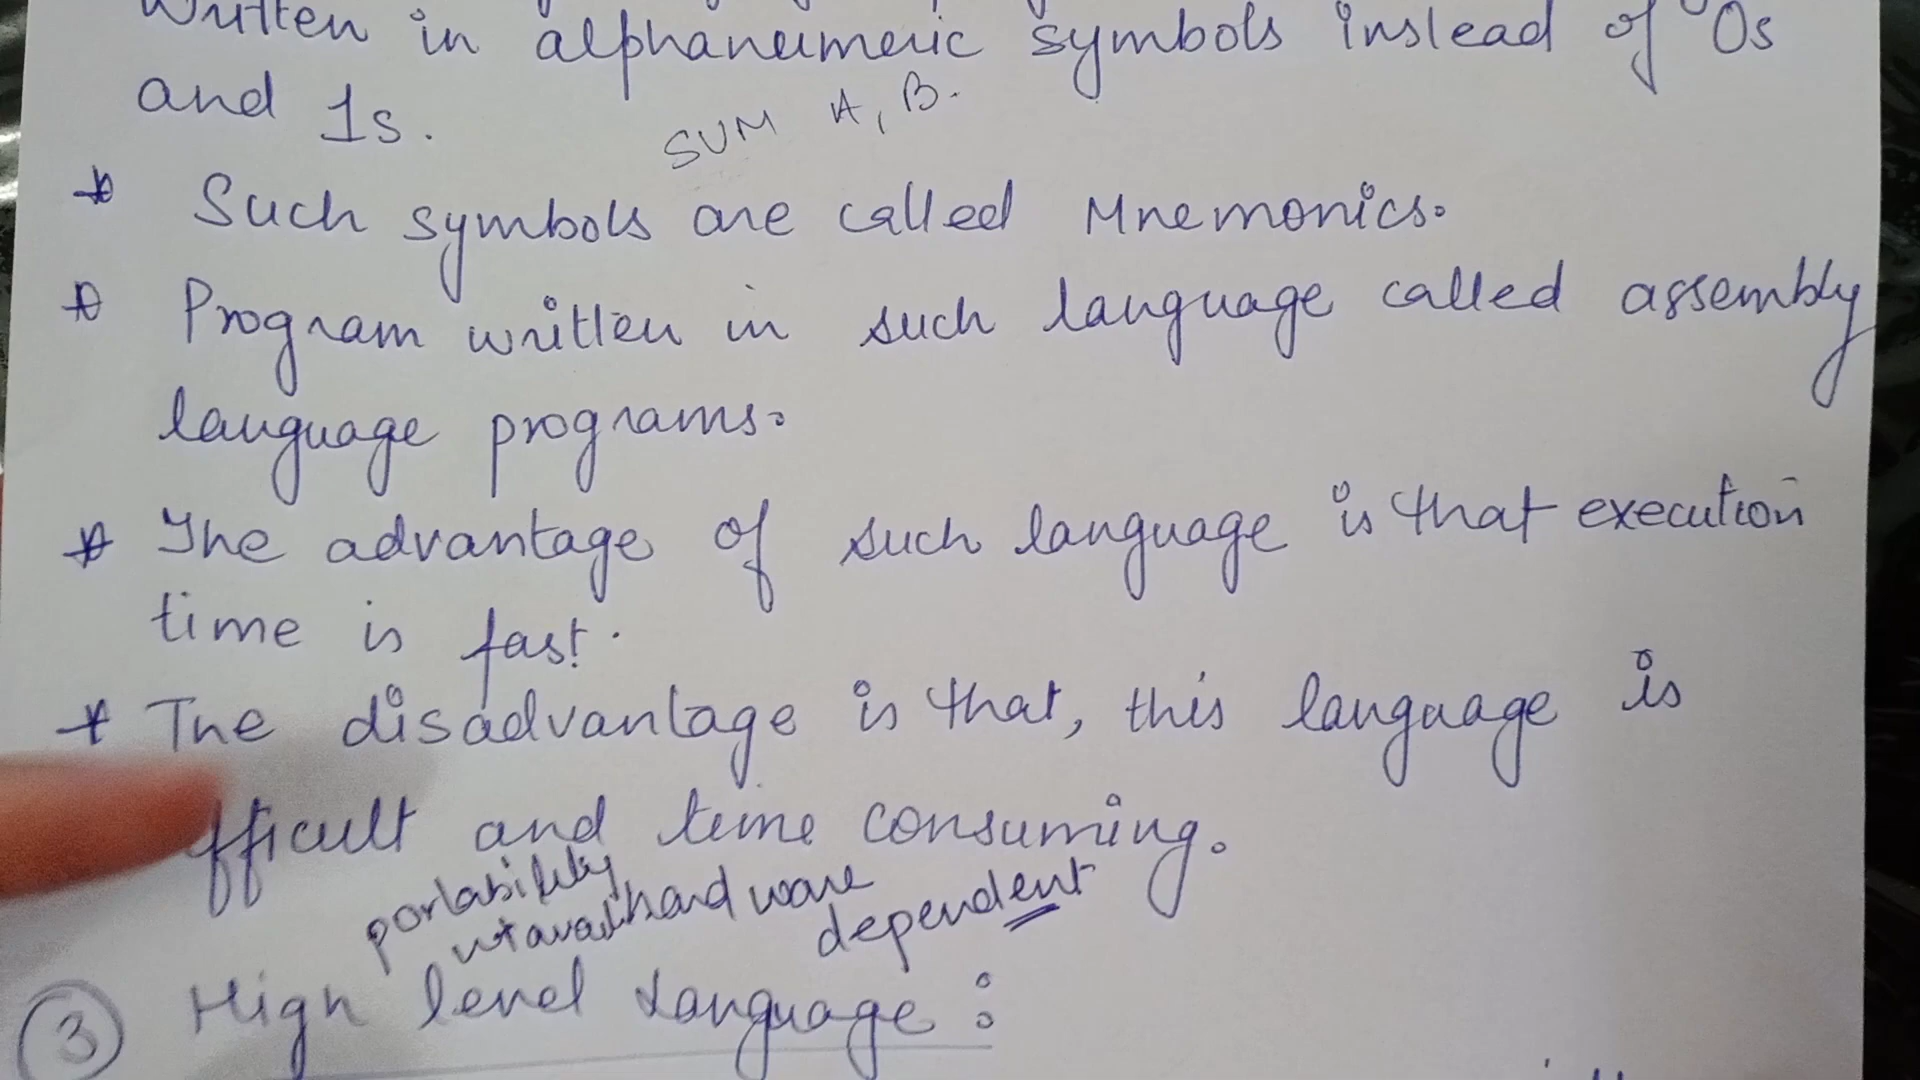 Written in alphanumeric symbols instead of 0s
and 1s.
SUM A, B.
* Such symbols are called Mnemonics.
* Program written in such language called assembly
language programs.
* The advantage of such language is that execution
time is fast.
* The disadvantage is that, this language is
fficult and time consuming.
portability hardware
dependent
3 High level Language :